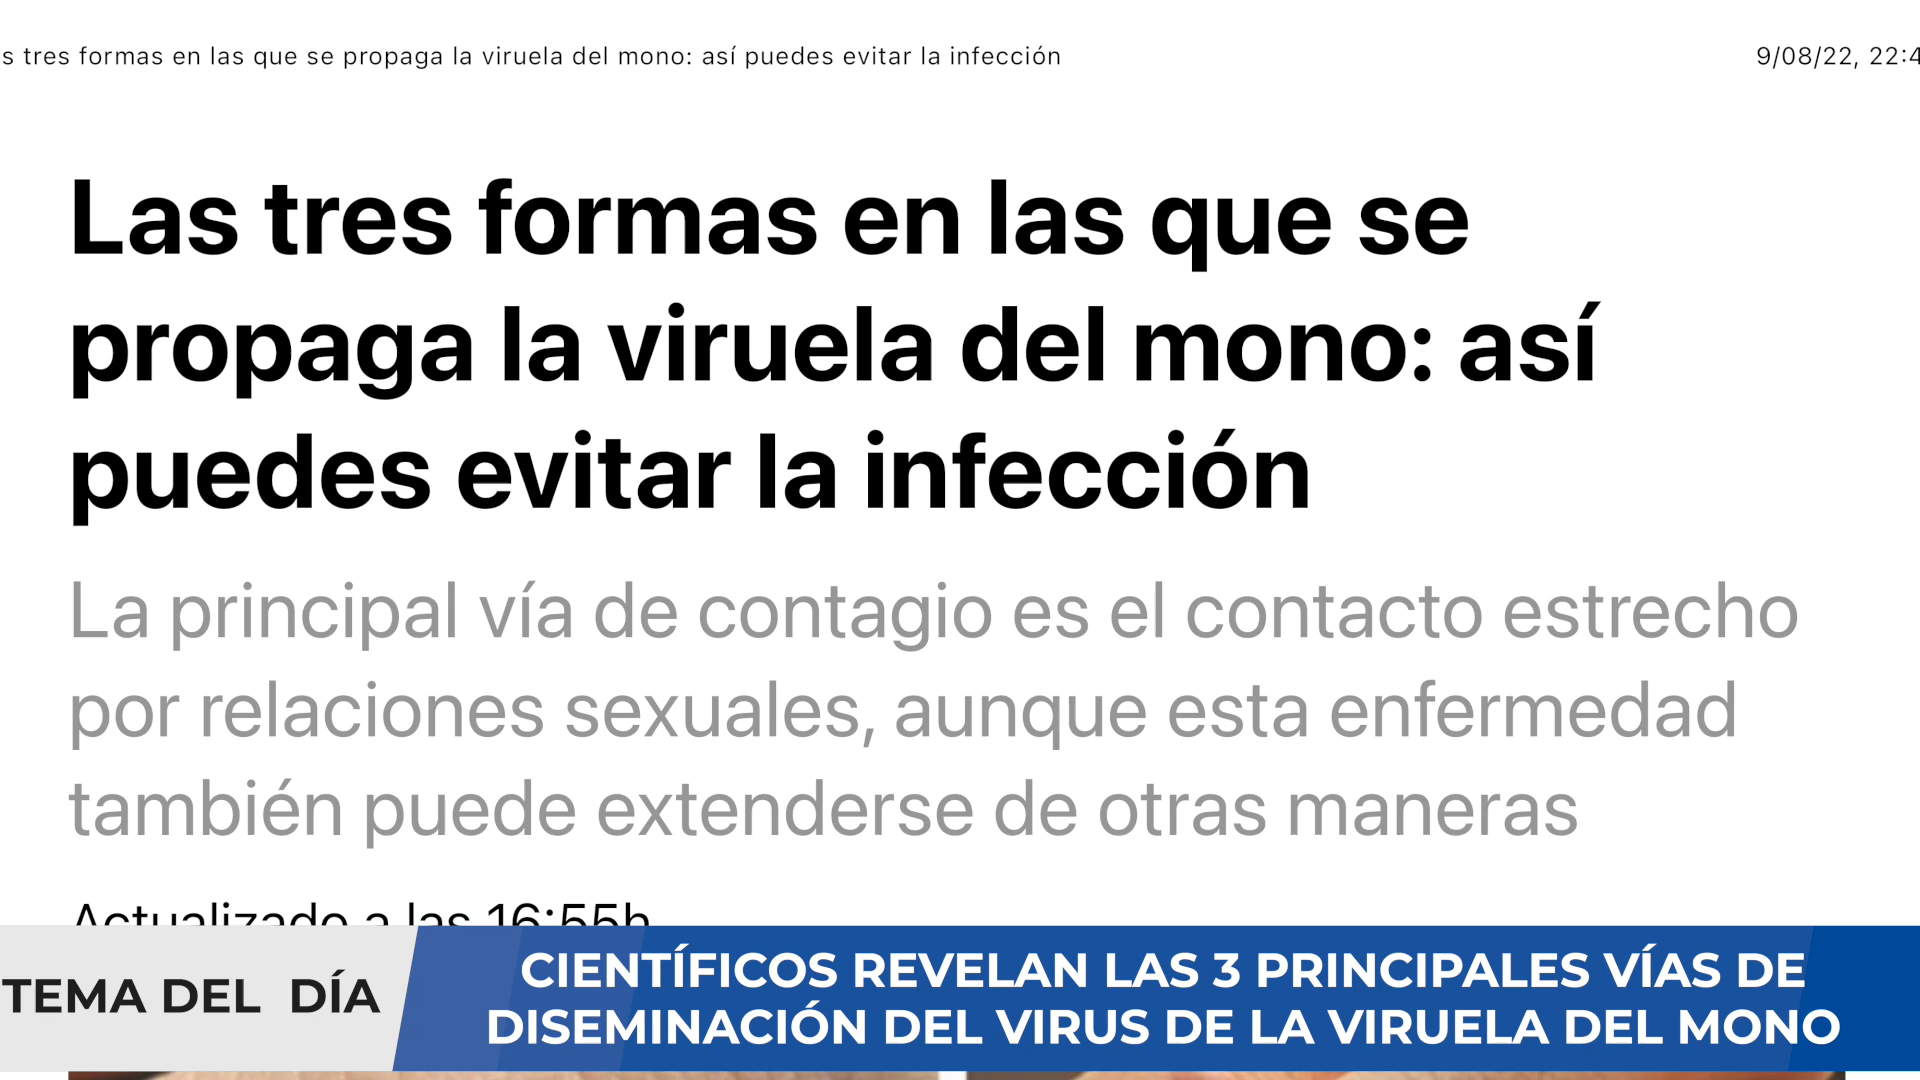 s tres formas en las que se propaga la viruela del mono: así puedes evitar la infección
9/08/22, 22:4
Las tres formas en las que se
propaga la viruela del mono: así
puedes evitar la infección
La principal vía de contagio es el contacto estrecho
por relaciones sexuales, aunque esta enfermedad
también puede extenderse de otras maneras
Actualizado a las 16:55h
TEMA DEL DÍA
CIENTÍFICOS REVELAN LAS 3 PRINCIPALES VÍAS DE
DISEMINACIÓN DEL VIRUS DE LA VIRUELA DEL MONO